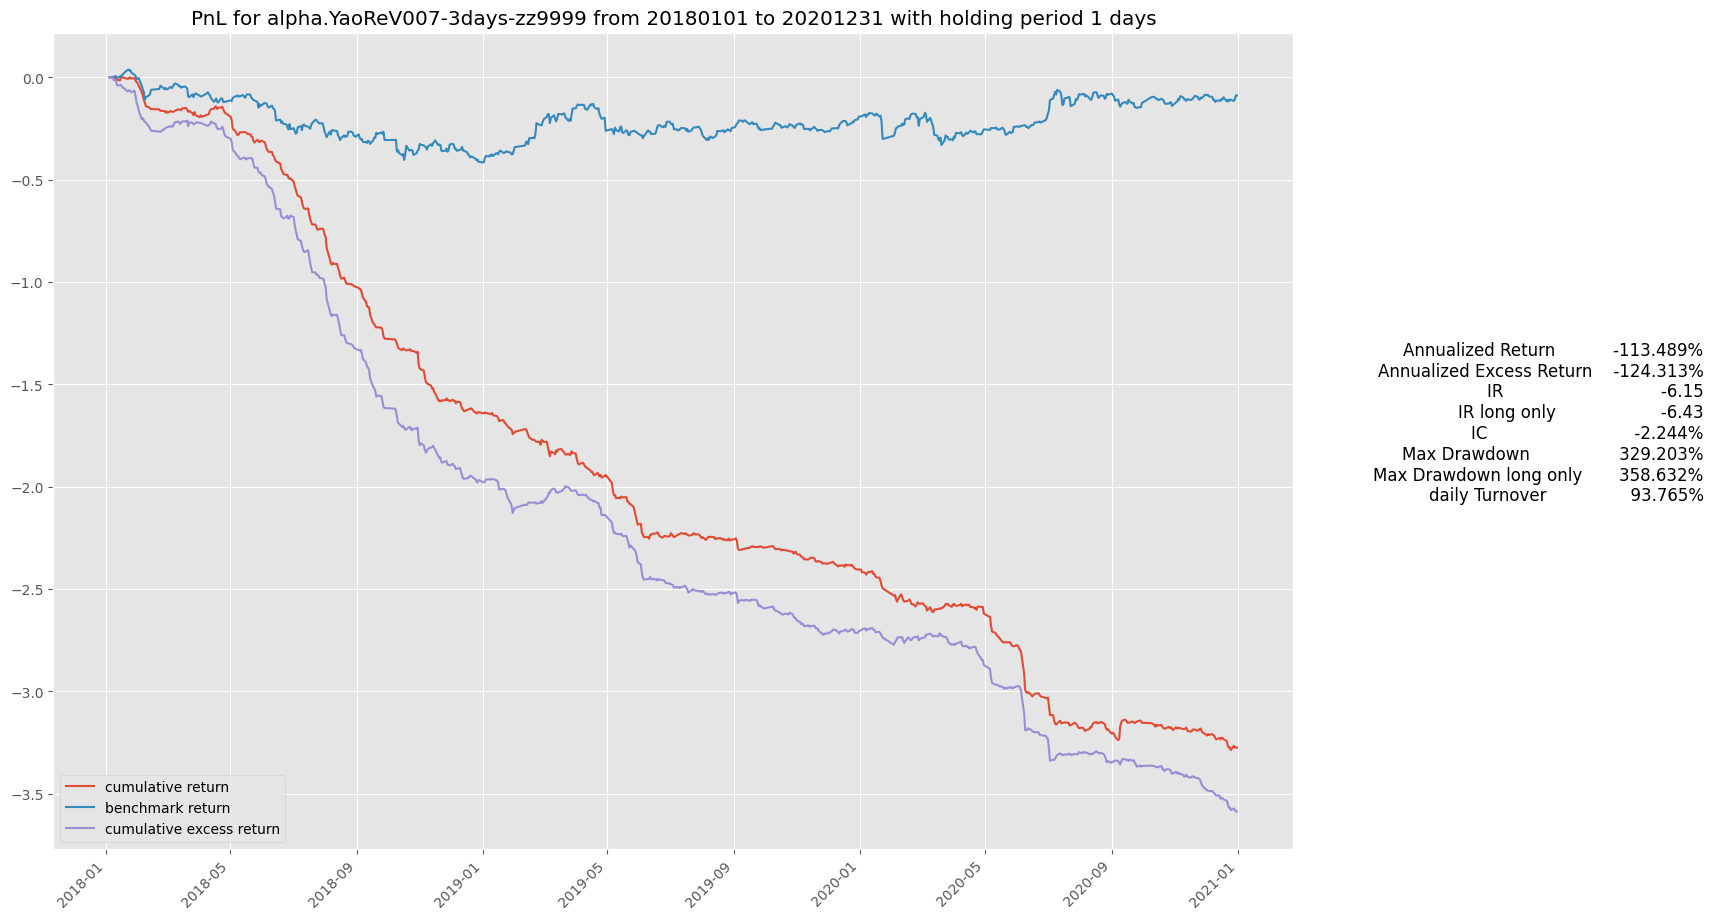 PnL for alpha.YaoReV007-3days-zz9999 from 20180101 to 20201231 with holding period 1 days
0.0
−0.5
−1.0
−1.5
−2.0
−2.5
−3.0
−3.5
cumulative return
benchmark return
cumulative excess return
2018-01
2018-05
2018-09
2019-01
2019-05
2019-09
2020-01
2020-05
2020-09
2021-01
Annualized Return -113.489%
Annualized Excess Return -124.313%
IR -6.15
IR long only -6.43
IC -2.244%
Max Drawdown 329.203%
Max Drawdown long only 358.632%
daily Turnover 93.765%